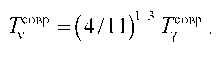 T_ν^совр = (4/11)^{1 3} T_γ^совр .